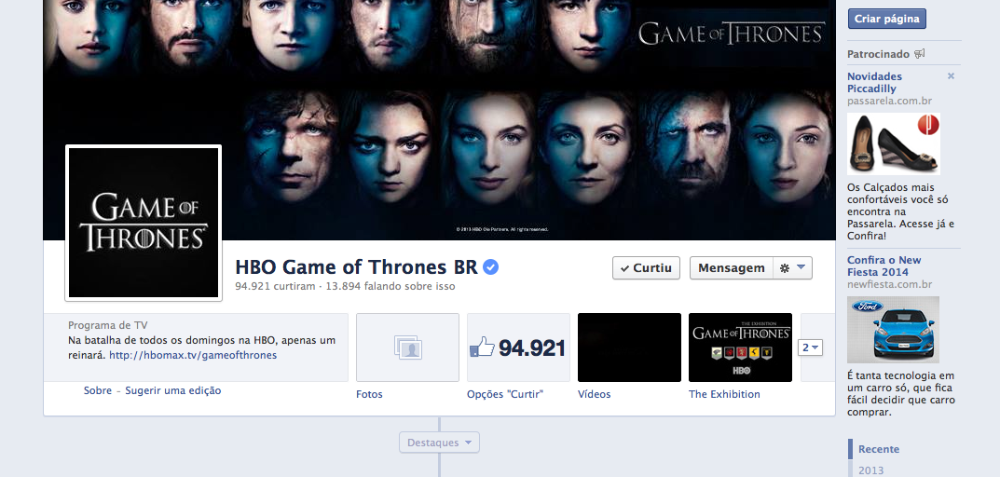 GAME OF THRONES
© 2013 HBO Ole Partners. All rights reserved.
GAME OF
THRONES
HBO Game of Thrones BR
94.921 curtiram · 13.894 falando sobre isso
Curtiu
Mensagem
Programa de TV
Na batalha de todos os domingos na HBO, apenas um
reinará. http://hbomax.tv/gameofthrones
Sobre – Sugerir uma edição
Fotos
94.921
Opções "Curtir"
Vídeos
THE EXHIBITION
GAME OF THRONES
HBO
The Exhibition
2
Destaques
Criar página
Patrocinado
Novidades
Piccadilly
passarela.com.br
Os Calçados mais
confortáveis você só
encontra na
Passarela. Acesse já e
Confira!
Confira o New
Fiesta 2014
newfiesta.com.br
Ford
É tanta tecnologia em
um carro só, que fica
fácil decidir que carro
comprar.
Recente
2013